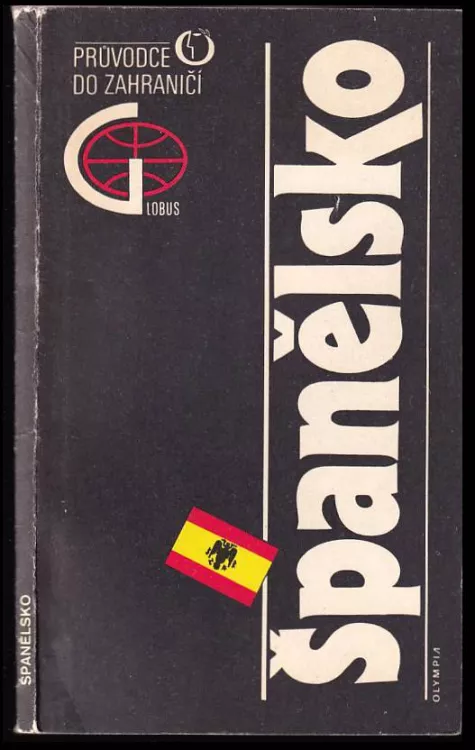 PRŮVODCE
DO ZAHRANIČÍ
G
LOBUS
španělsko
OLYMPIA
ŠPANĚLSKO